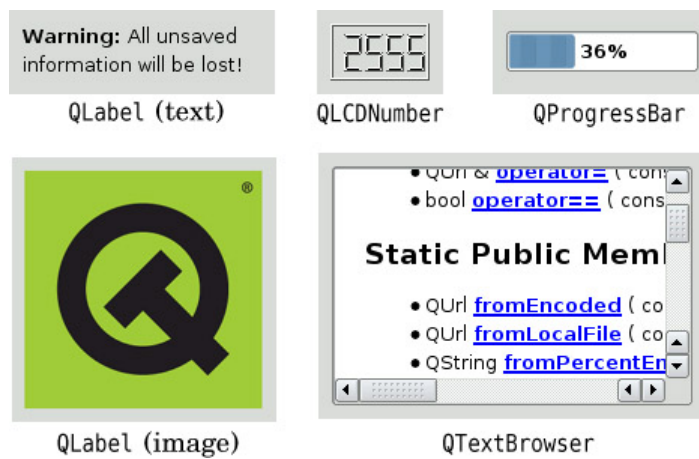 Warning: All unsaved
information will be lost!
QLabel (text)
2555
QLCDNumber
36%
QProgressBar
®
QLabel (image)
• QUrl & operator= ( cons
• bool operator== ( cons
Static Public Mem
• QUrl fromEncoded ( co
• QUrl fromLocalFile ( co
• QString fromPercentEn
QTextBrowser